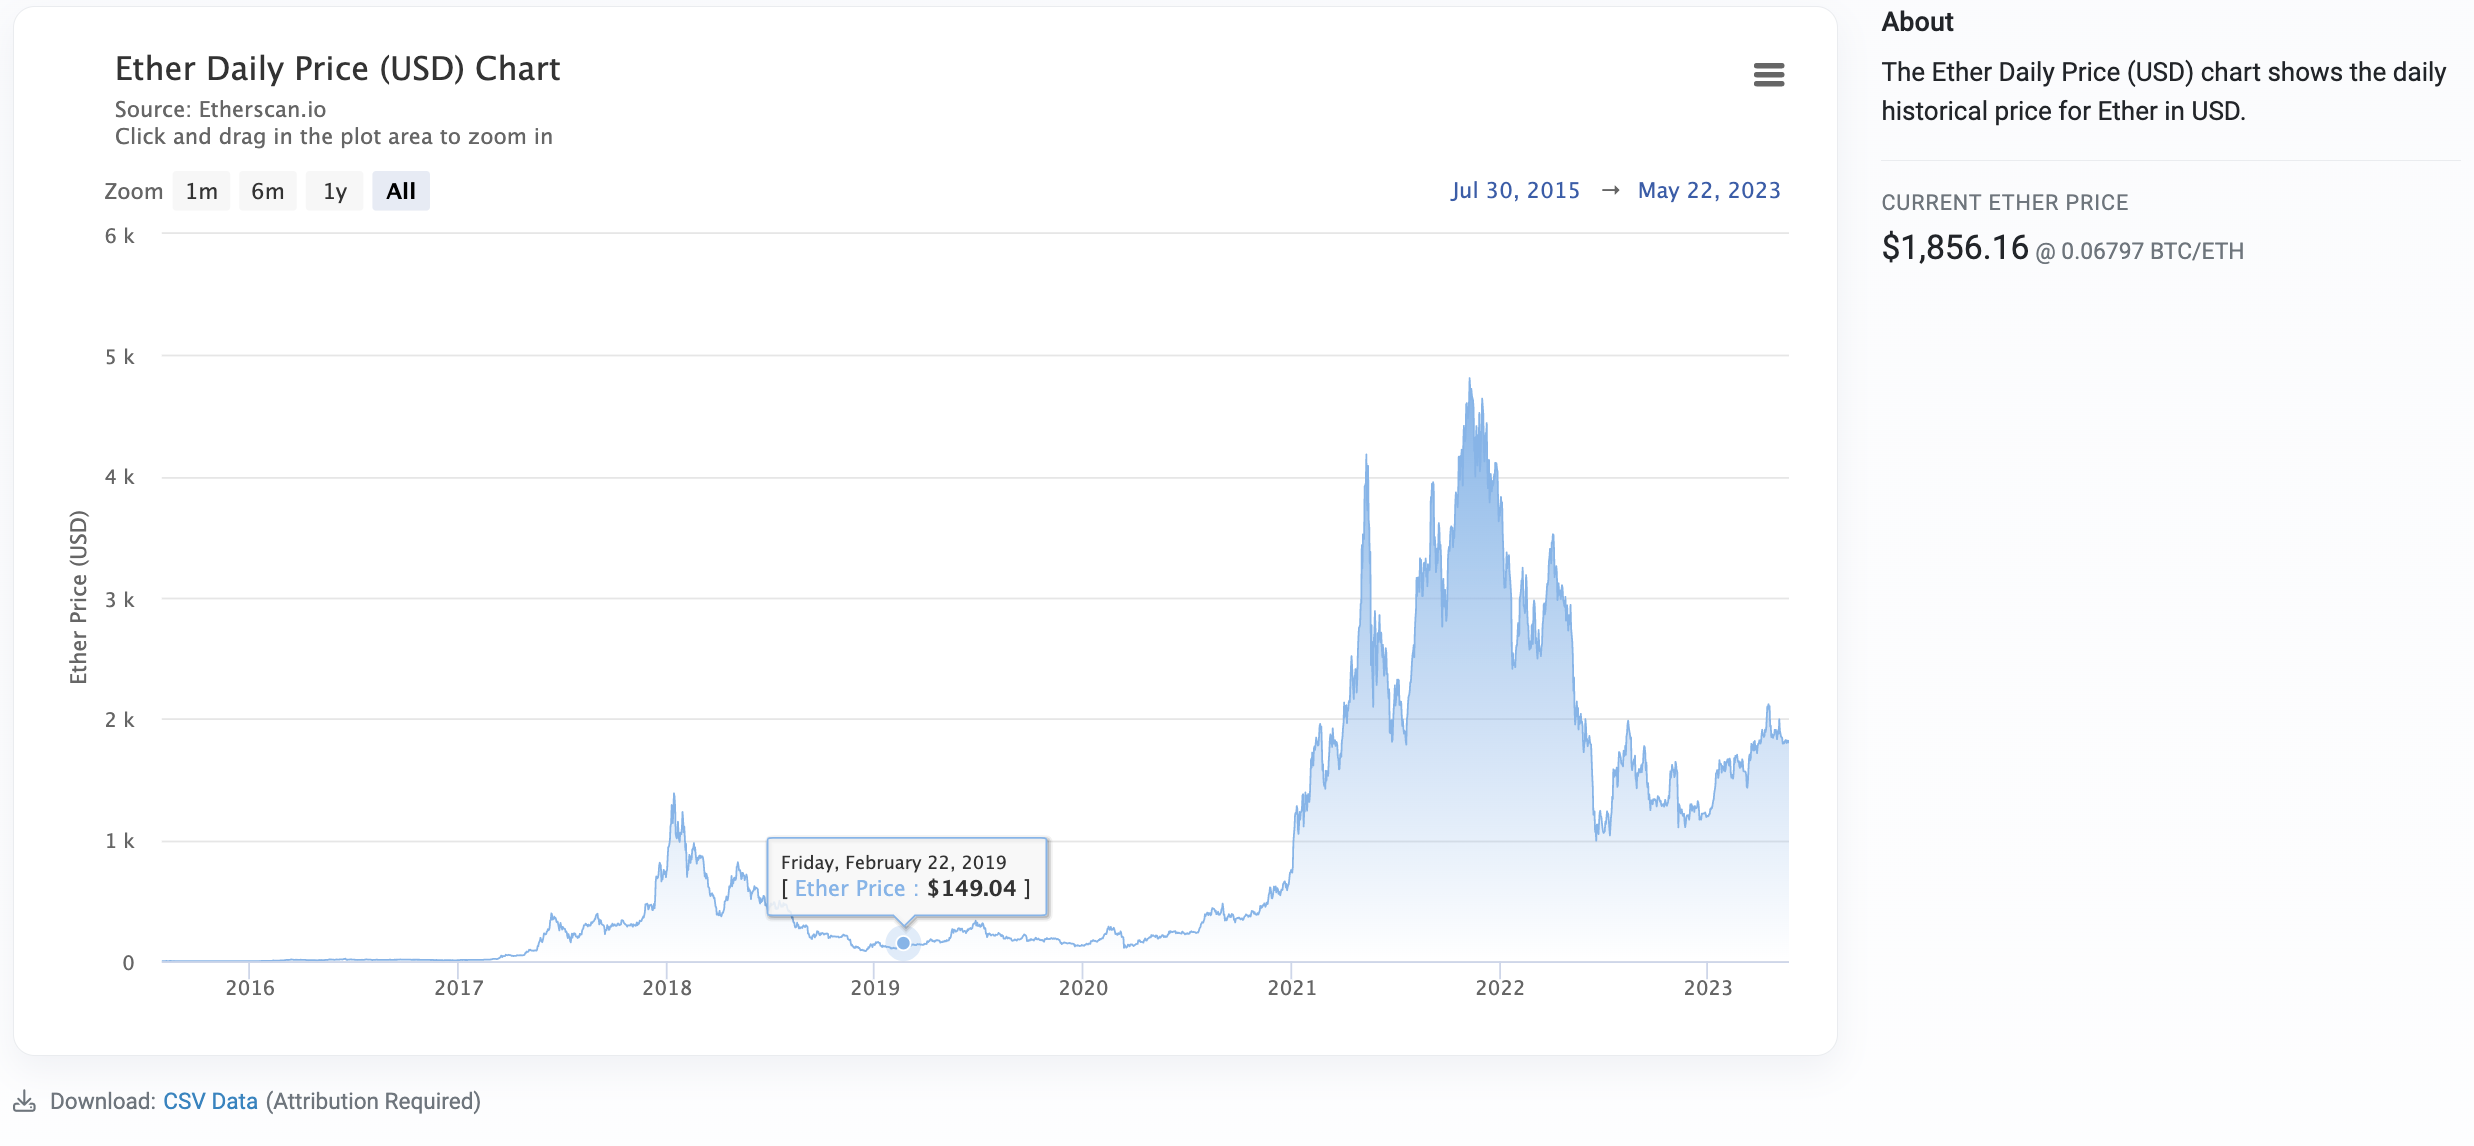 Ether Daily Price (USD) Chart
Source: Etherscan.io
Click and drag in the plot area to zoom in
Zoom 1m 6m 1y All
Jul 30, 2015 → May 22, 2023
Ether Price (USD)
6 k
5 k
4 k
3 k
2 k
1 k
0
Friday, February 22, 2019
[ Ether Price : $149.04 ]
2016 2017 2018 2019 2020 2021 2022 2023
Download: CSV Data (Attribution Required)
About
The Ether Daily Price (USD) chart shows the daily
historical price for Ether in USD.
CURRENT ETHER PRICE
$1,856.16 @ 0.06797 BTC/ETH